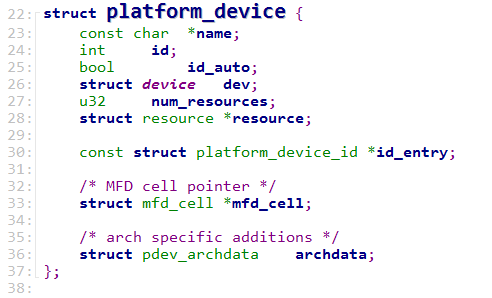 22: struct platform_device {
23: const char *name;
24: int id;
25: bool id_auto;
26: struct device dev;
27: u32 num_resources;
28: struct resource *resource;
29:
30: const struct platform_device_id *id_entry;
31:
32: /* MFD cell pointer */
33: struct mfd_cell *mfd_cell;
34:
35: /* arch specific additions */
36: struct pdev_archdata archdata;
37: };
38: